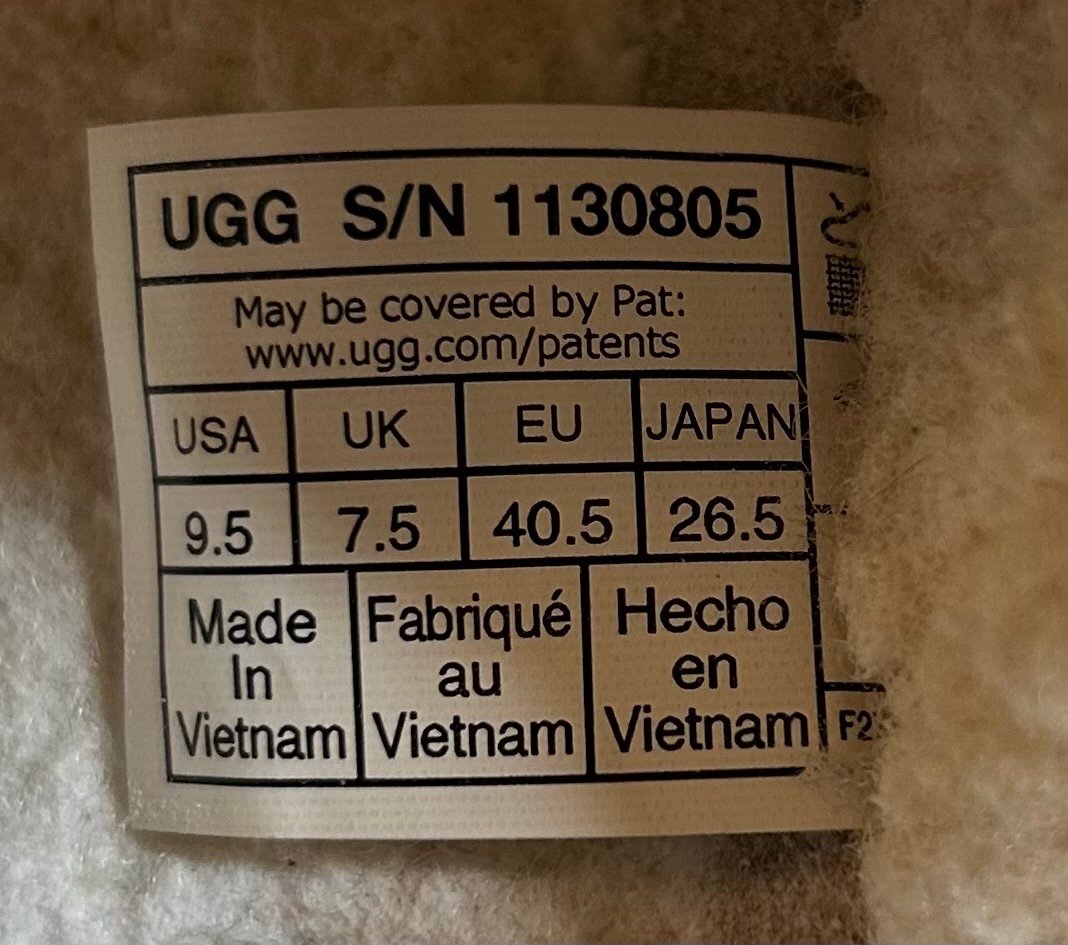 UGG S/N 1130805
May be covered by Pat:
www.ugg.com/patents
USA UK EU JAPAN
9.5 7.5 40.5 26.5
Made
In
Vietnam
Fabriqué
au
Vietnam
Hecho
en
Vietnam